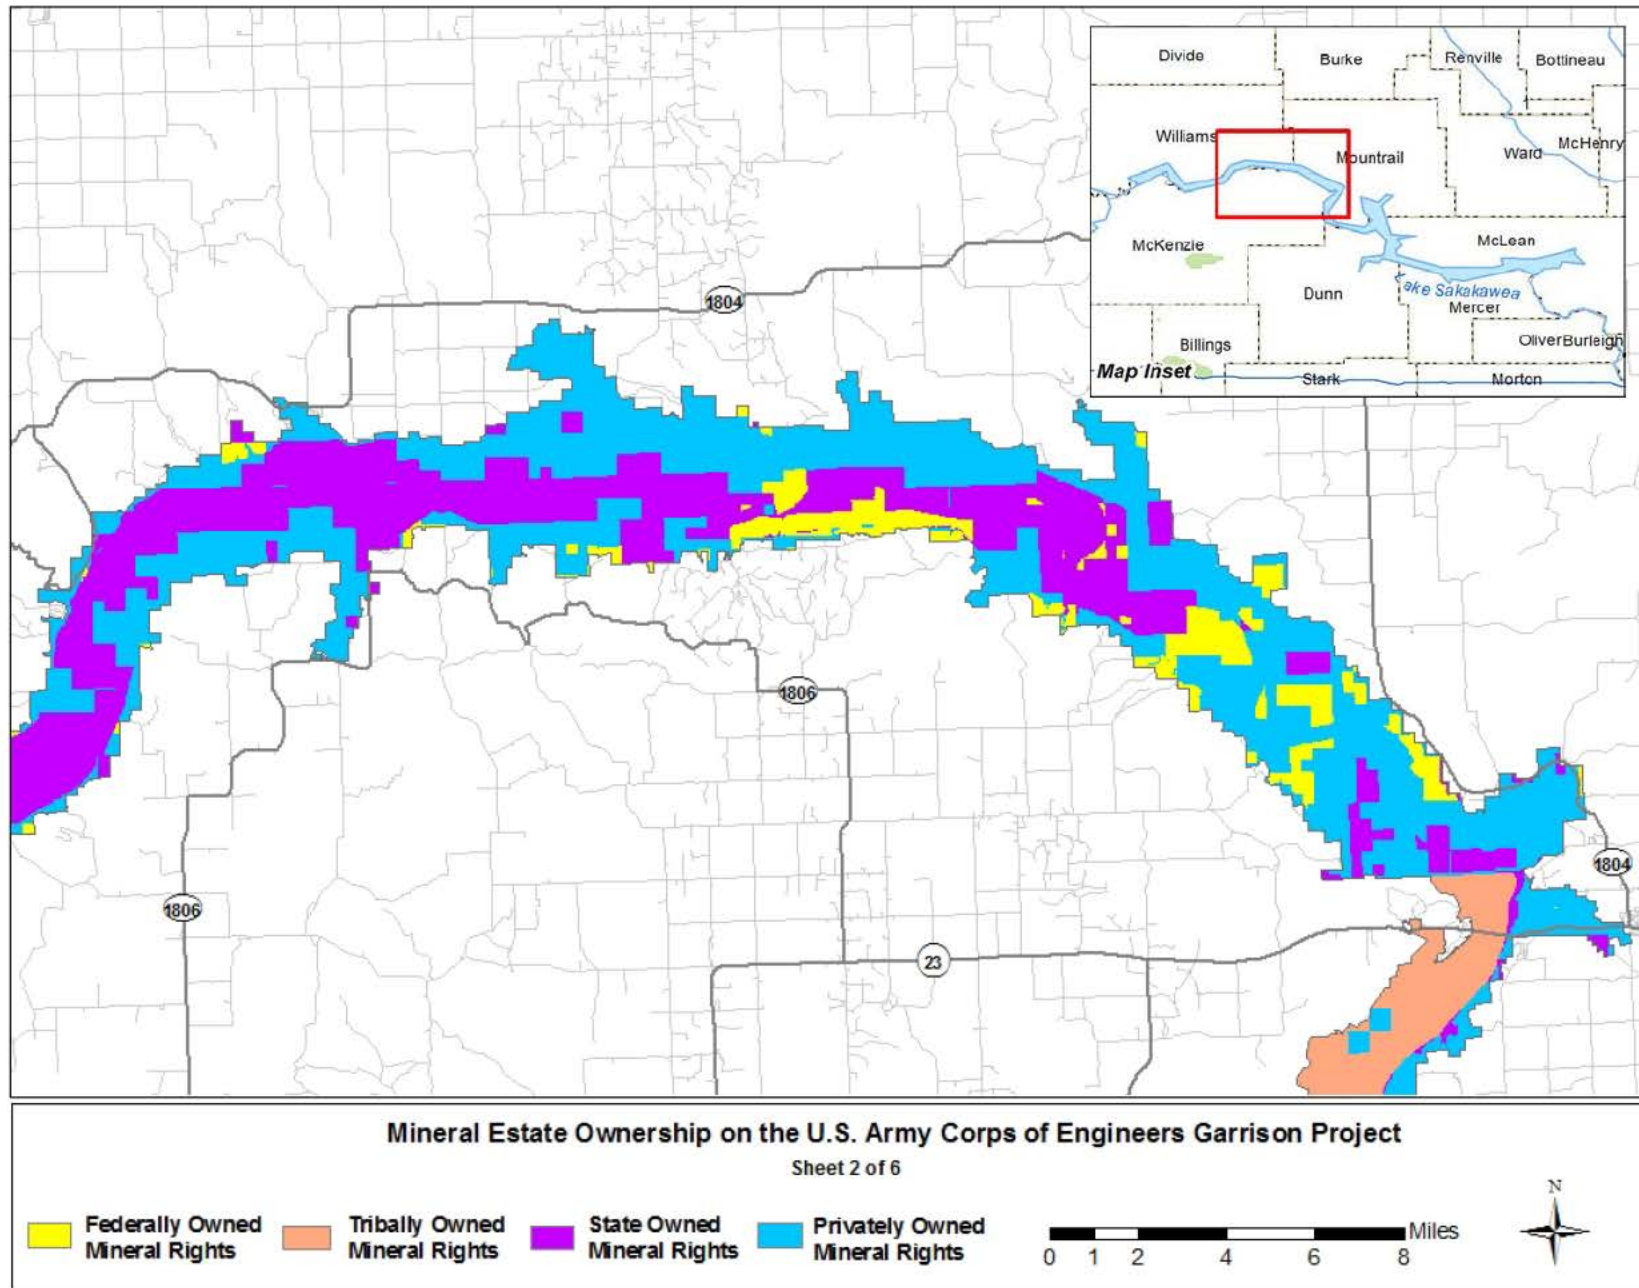 Divide
Burke
Renville
Bottineau
Williams
Mountrail
Ward
McHenry
McKenzie
McLean
Dunn
Lake Sakakawea
Mercer
Billings
Oliver
Burleigh
Map Inset
Stark
Morton
1804
1806
1804
1806
23
Mineral Estate Ownership on the U.S. Army Corps of Engineers Garrison Project
Sheet 2 of 6
Federally Owned
Mineral Rights
Tribally Owned
Mineral Rights
State Owned
Mineral Rights
Privately Owned
Mineral Rights
Miles
0 1 2 4 6 8
N